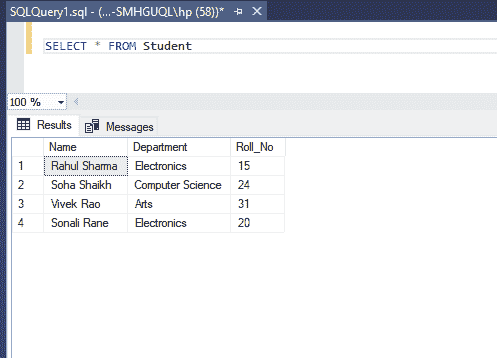 SQLQuery1.sql - (...-SMHGUQL\hp (58))*
SELECT * FROM Student
100 %
Results Messages
Name Department Roll_No
1 Rahul Sharma Electronics 15
2 Soha Shaikh Computer Science 24
3 Vivek Rao Arts 31
4 Sonali Rane Electronics 20